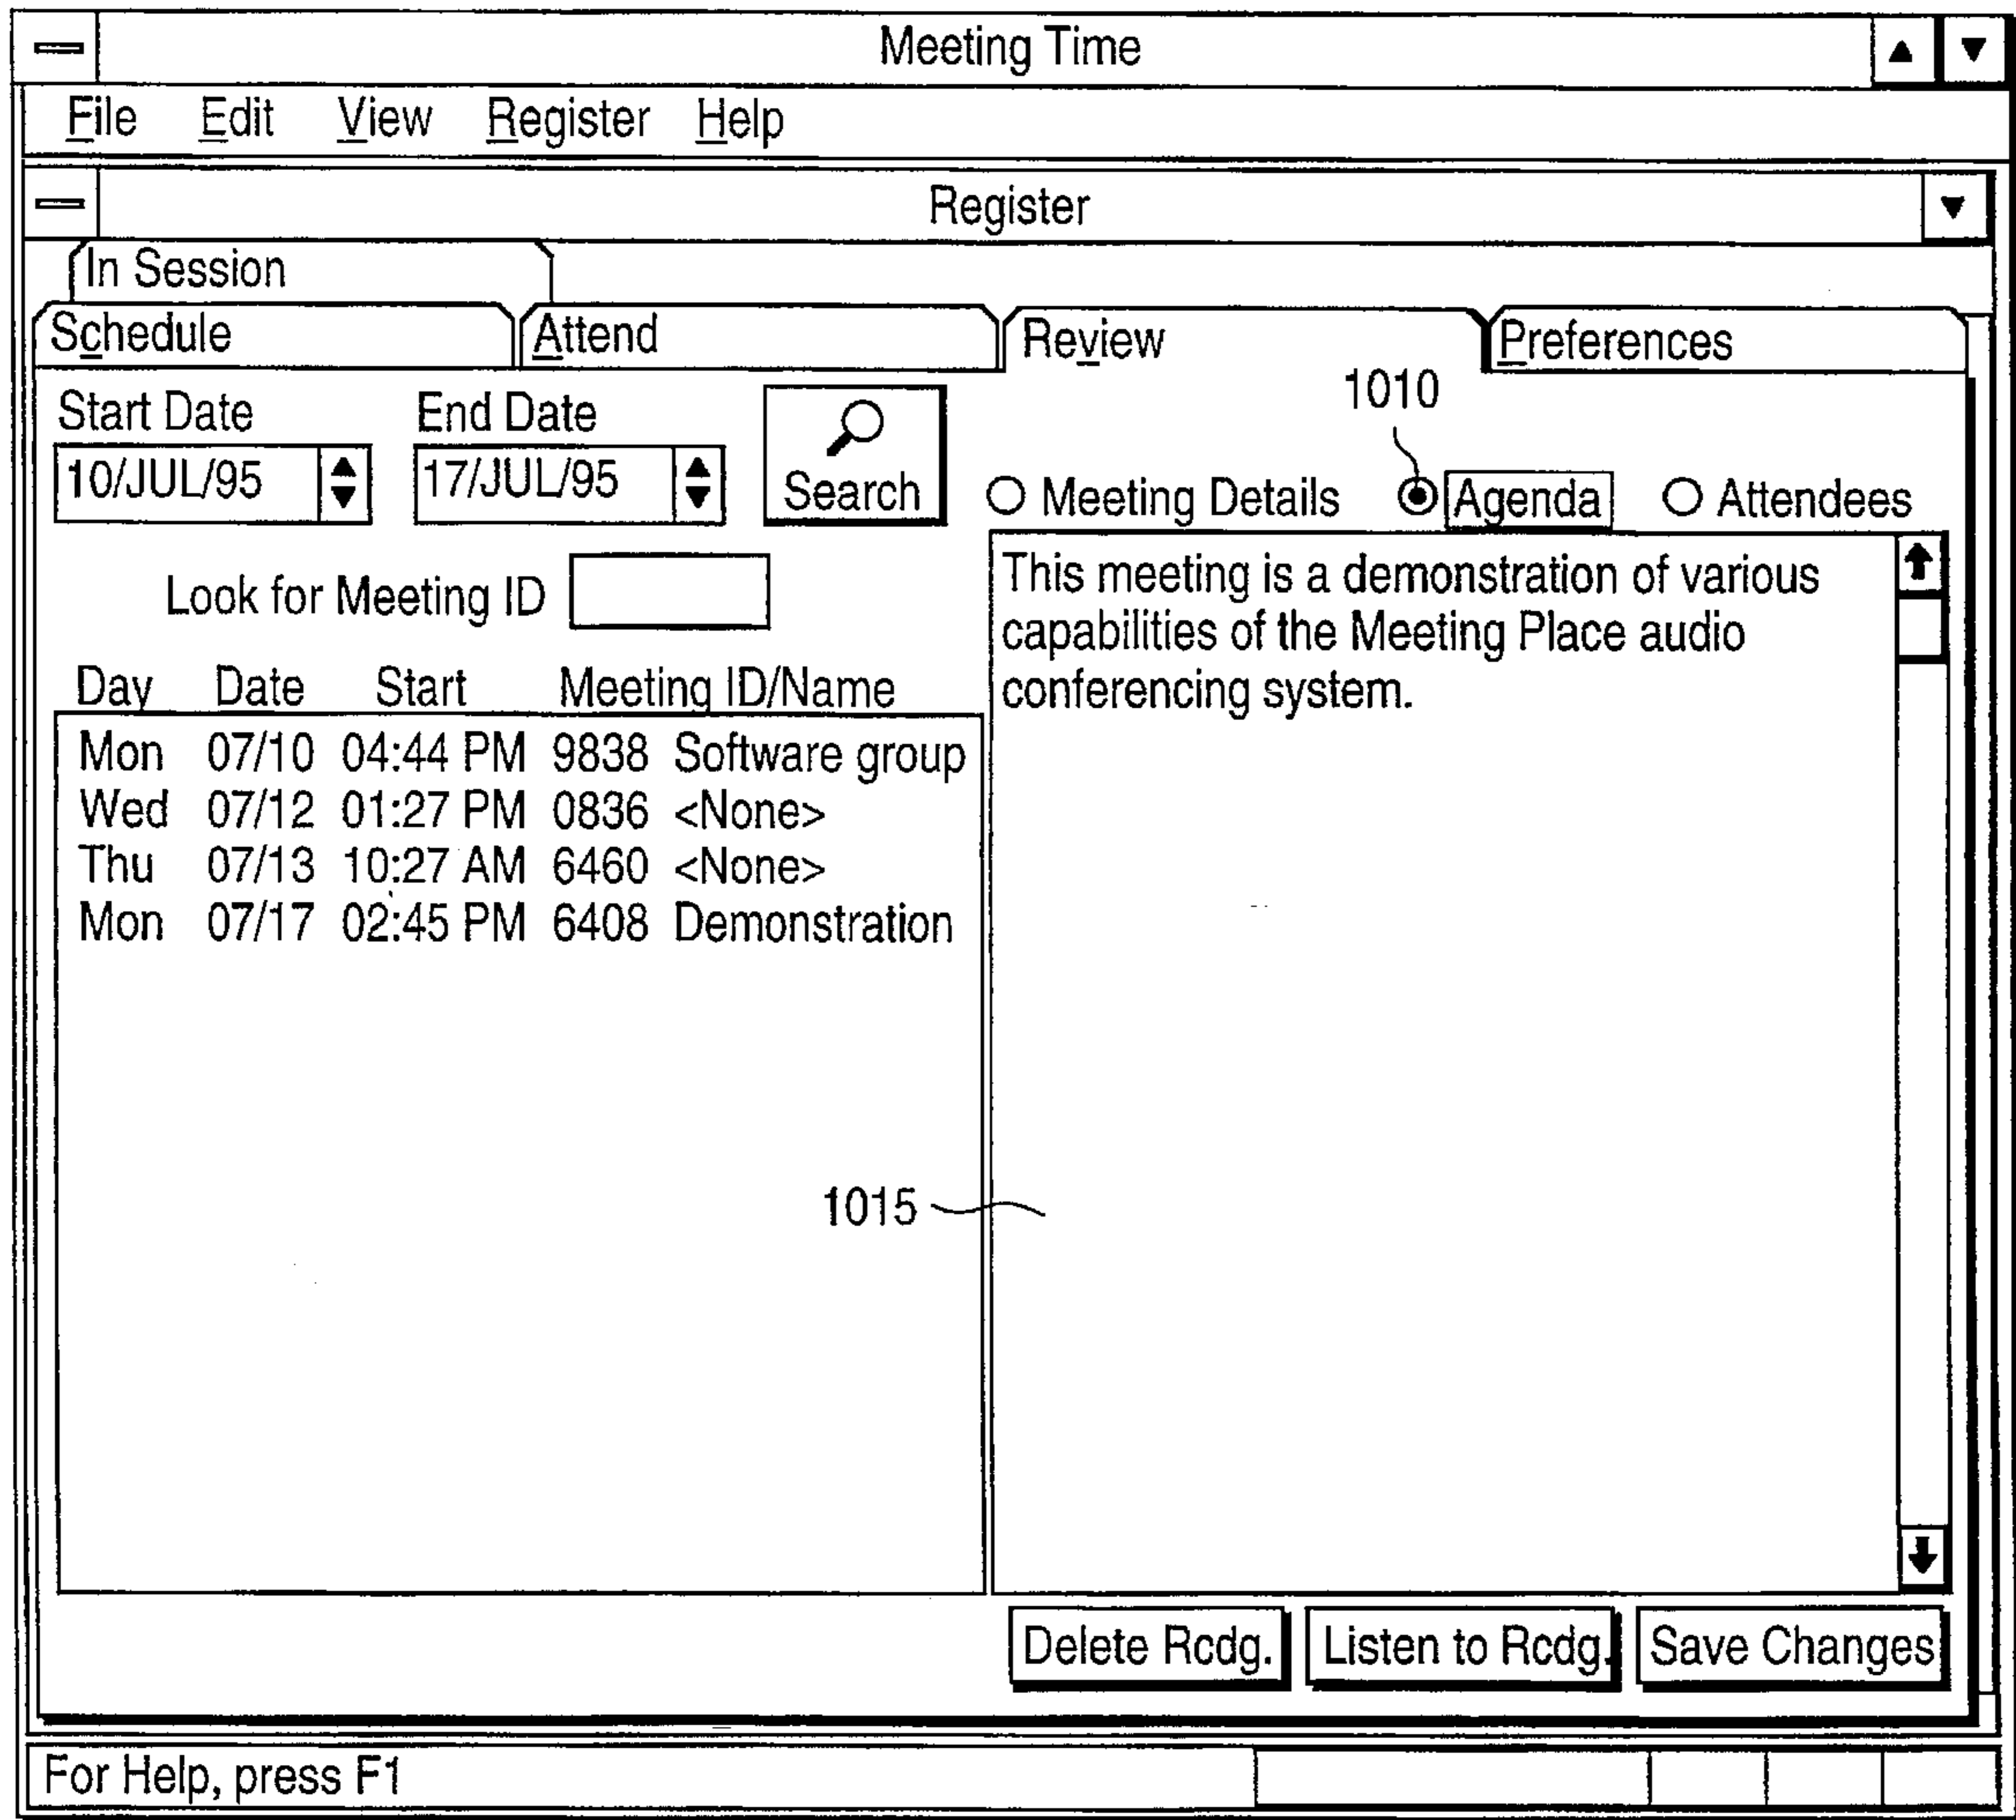 Meeting Time
File Edit View Register Help
Register
In Session
Schedule Attend Review Preferences
1010
Start Date End Date
10/JUL/95 17/JUL/95 Search
Meeting Details Agenda Attendees
Look for Meeting ID
This meeting is a demonstration of various
capabilities of the Meeting Place audio
conferencing system.
Day Date Start Meeting ID/Name
Mon 07/10 04:44 PM 9838 Software group
Wed 07/12 01:27 PM 0836 <None>
Thu 07/13 10:27 AM 6460 <None>
Mon 07/17 02:45 PM 6408 Demonstration
1015
Delete Rcdg. Listen to Rcdg. Save Changes
For Help, press F1